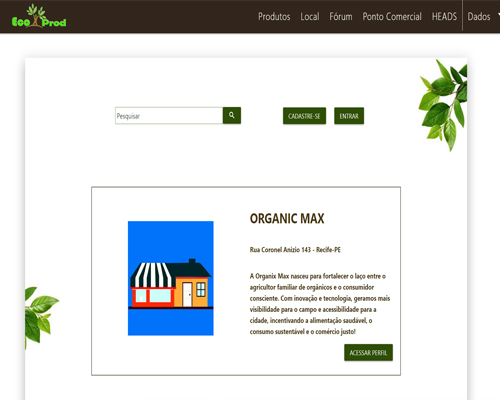 Eco Prod
Produtos Local Fórum Ponto Comercial HEADS Dados
Pesquisar
CADASTRE-SE ENTRAR
ORGANIC MAX
Rua Coronel Anizio 143 - Recife-PE
A Organix Max nasceu para fortalecer o laço entre o
agricultor familiar de orgânicos e o consumidor
consciente. Com inovação e tecnologia, geramos mais
visibilidade para o campo e acessibilidade para a
cidade, incentivando a alimentação saudável, o
consumo sustentável e o comércio justo!
ACESSAR PERFIL